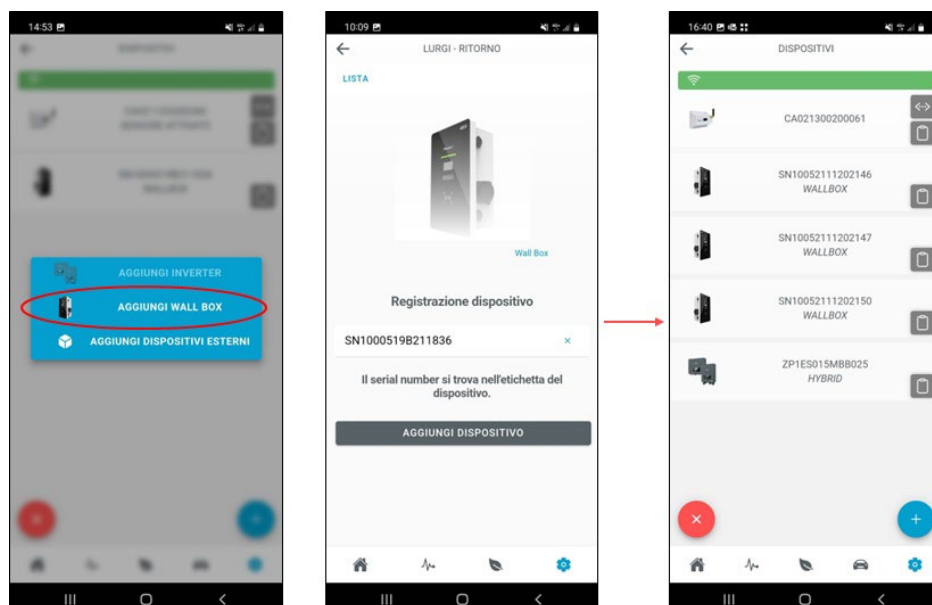 14:53
AGGIUNGI INVERTER
AGGIUNGI WALL BOX
AGGIUNGI DISPOSITIVI ESTERNI
10:09
LURGI - RITORNO
LISTA
Wall Box
Registrazione dispositivo
SN1000519B211836
Il serial number si trova nell'etichetta del
dispositivo.
AGGIUNGI DISPOSITIVO
16:40
DISPOSITIVI
CA021300200061
SN10052111202146
WALLBOX
SN10052111202147
WALLBOX
SN10052111202150
WALLBOX
ZP1ES015MBB025
HYBRID